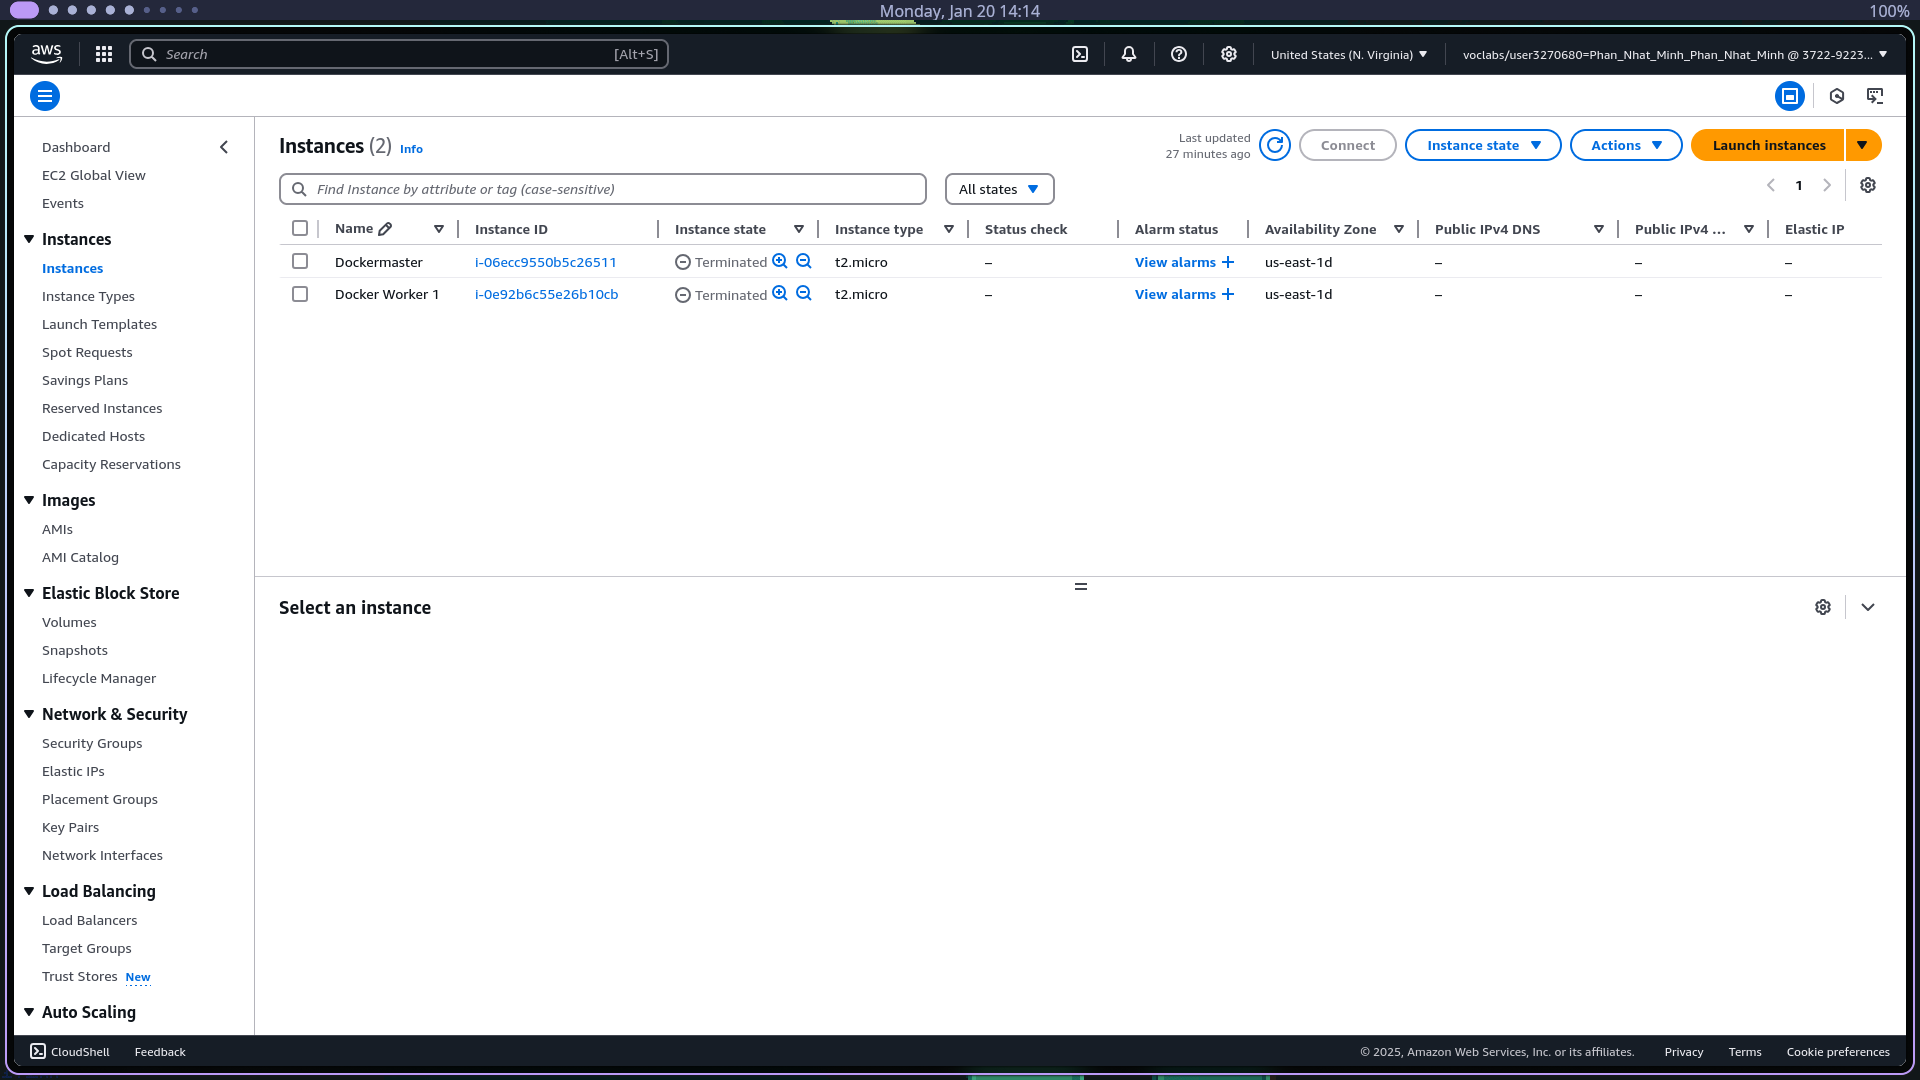 Monday, Jan 20 14:14
100%
aws
Search
[Alt+S]
United States (N. Virginia)
voclabs/user3270680=Phan_Nhat_Minh_Phan_Nhat_Minh @ 3722-9223...
Dashboard
EC2 Global View
Events
Instances
Instances
Instance Types
Launch Templates
Spot Requests
Savings Plans
Reserved Instances
Dedicated Hosts
Capacity Reservations
Images
AMIs
AMI Catalog
Elastic Block Store
Volumes
Snapshots
Lifecycle Manager
Network & Security
Security Groups
Elastic IPs
Placement Groups
Key Pairs
Network Interfaces
Load Balancing
Load Balancers
Target Groups
Trust Stores New
Auto Scaling
Instances (2) Info
Last updated
27 minutes ago
Connect
Instance state
Actions
Launch instances
Find Instance by attribute or tag (case-sensitive)
All states
1
Name Instance ID Instance state Instance type Status check Alarm status Availability Zone Public IPv4 DNS Public IPv4 ... Elastic IP
Dockermaster i-06ecc9550b5c26511 Terminated t2.micro – View alarms + us-east-1d – – –
Docker Worker 1 i-0e92b6c55e26b10cb Terminated t2.micro – View alarms + us-east-1d – – –
Select an instance
CloudShell
Feedback
© 2025, Amazon Web Services, Inc. or its affiliates.
Privacy
Terms
Cookie preferences